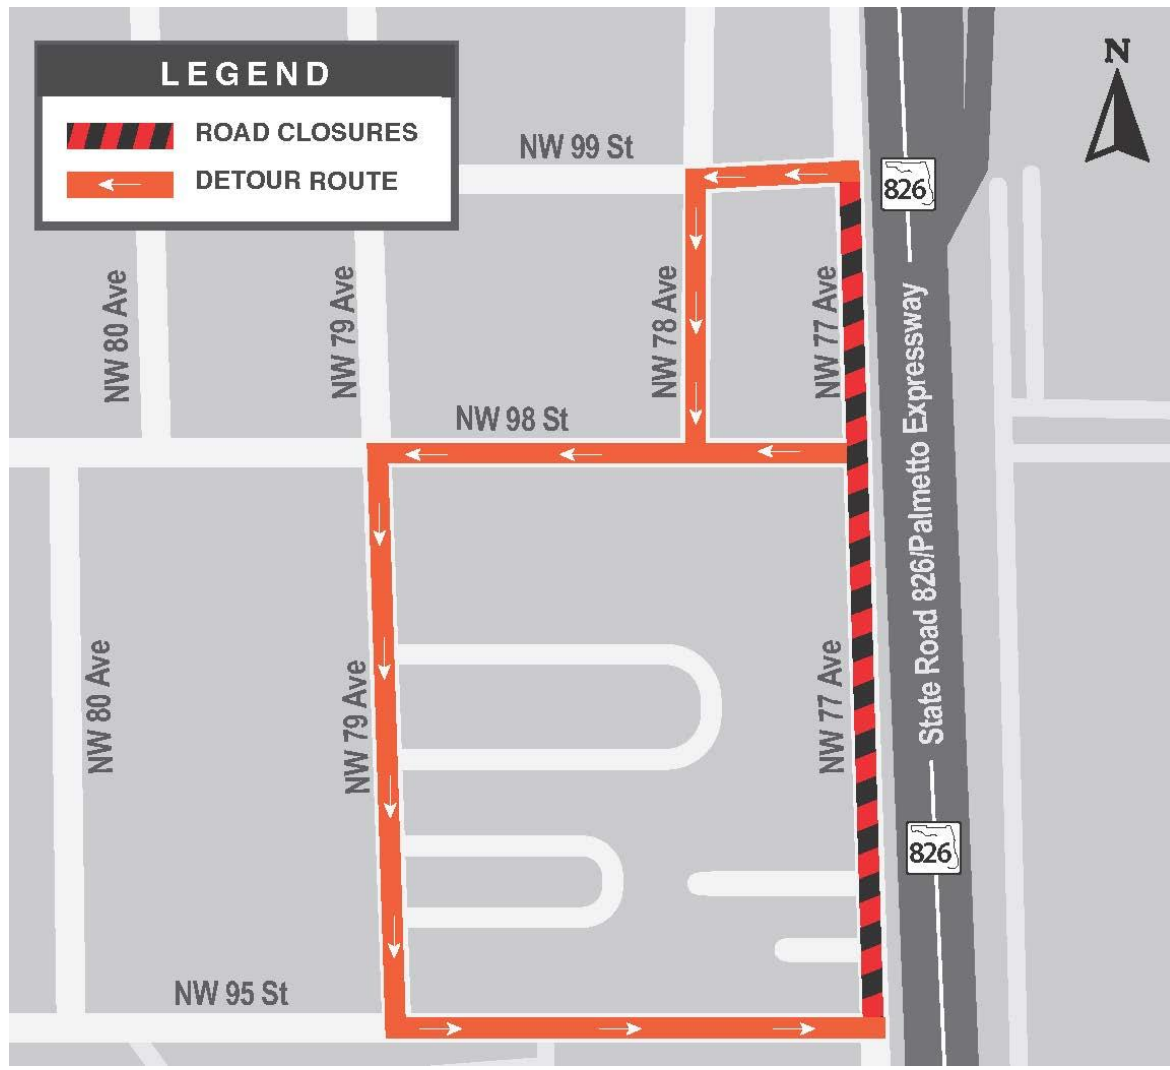 LEGEND
ROAD CLOSURES
DETOUR ROUTE
N
NW 99 St
826
NW 80 Ave
NW 79 Ave
NW 78 Ave
NW 77 Ave
State Road 826/Palmetto Expressway
NW 98 St
NW 80 Ave
NW 79 Ave
NW 77 Ave
826
NW 95 St